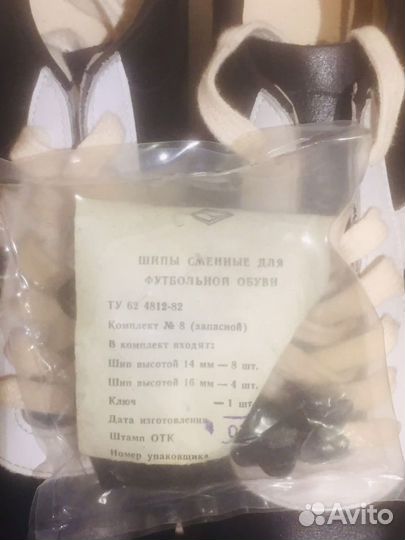 ШИПЫ СМЕННЫЕ ДЛЯ
ФУТБОЛЬНОЙ ОБУВИ
ТУ 62 4812-82
Комплект № 8 (запасной)
В комплект входят:
Шип высотой 14 мм — 8 шт.
Шип высотой 16 мм — 4 шт.
Ключ — 1 шт.
Дата изготовления
Штамп ОТК
Номер упаковщика
Avito